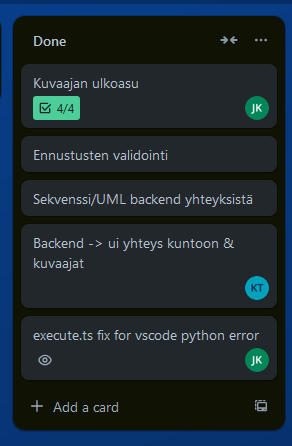 Done
Kuvaajan ulkoasu
4/4
JK
Ennustusten validointi
Sekvenssi/UML backend yhteyksistä
Backend -> ui yhteys kuntoon &
kuvaajat
KT
execute.ts fix for vscode python error
JK
Add a card